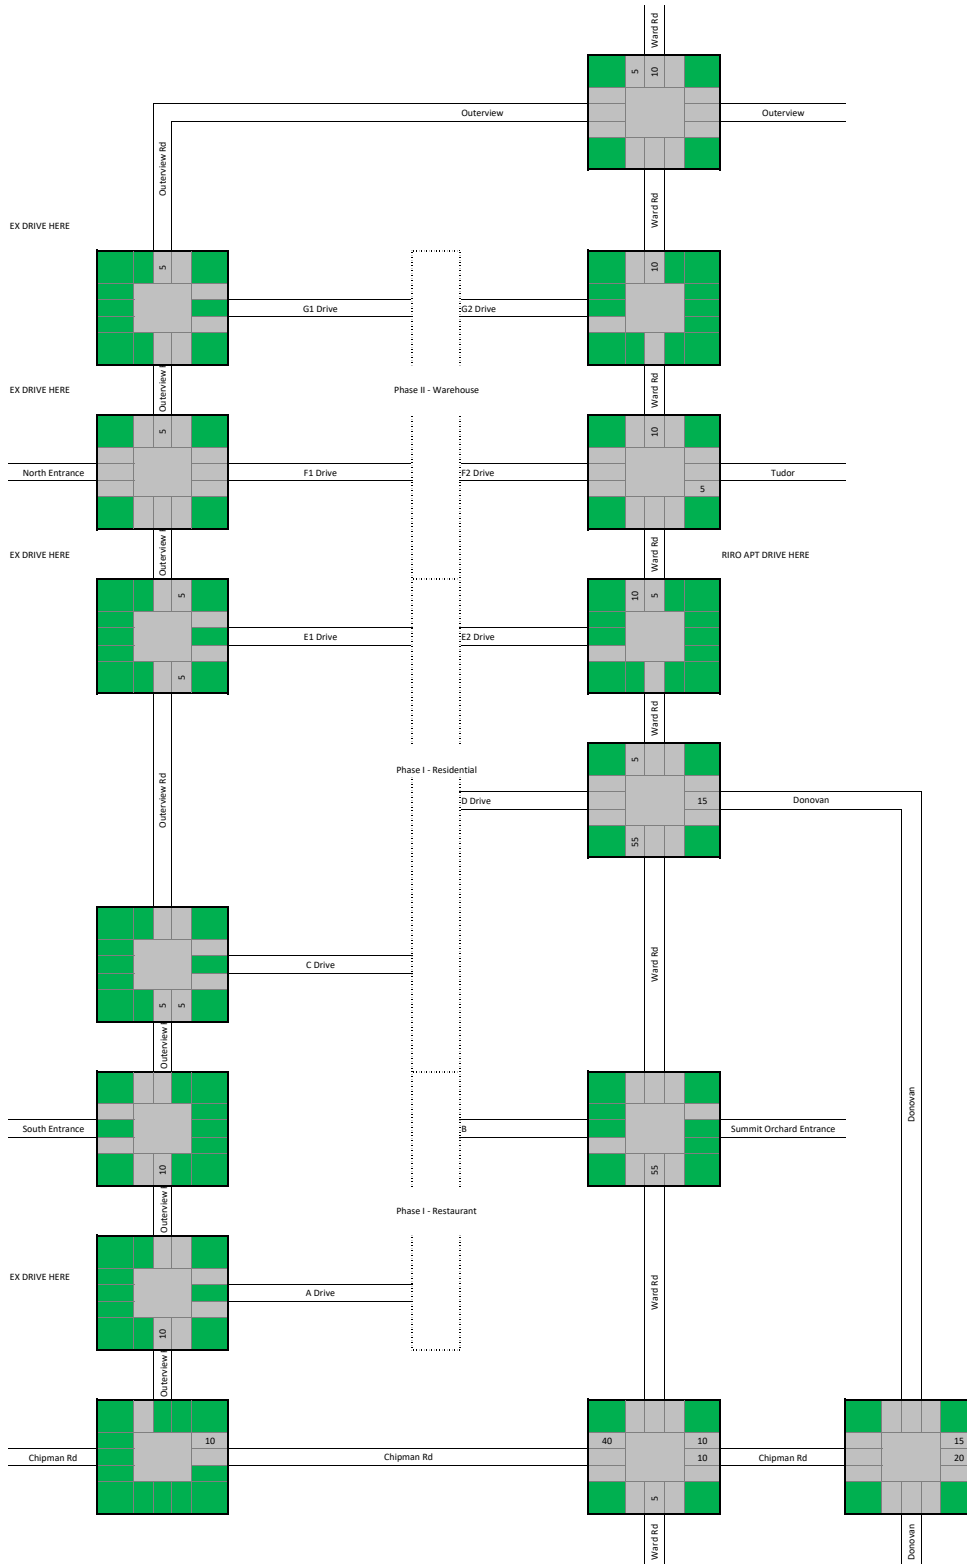 Ward Rd
5 10
Outerview Outerview
Outerview Rd
Ward Rd
EX DRIVE HERE
5 10
G1 Drive G2 Drive
Outerview Ward Rd
EX DRIVE HERE Phase II - Warehouse
5 10
North Entrance F1 Drive F2 Drive Tudor
5
Outerview Ward Rd
EX DRIVE HERE RIRO APT DRIVE HERE
5 10 5
E1 Drive E2 Drive
5
Ward Rd
5
Phase I - Residential
Outerview Rd
D Drive 15 Donovan
55
Ward Rd
C Drive
5 5
Outerview
Donovan
South Entrance B Summit Orchard Entrance
10 55
Outerview
Phase I - Restaurant
EX DRIVE HERE
A Drive
Ward Rd
10
Outerview
10 40 10 15
Chipman Rd Chipman Rd 10 Chipman Rd 20
5
Ward Rd Donovan